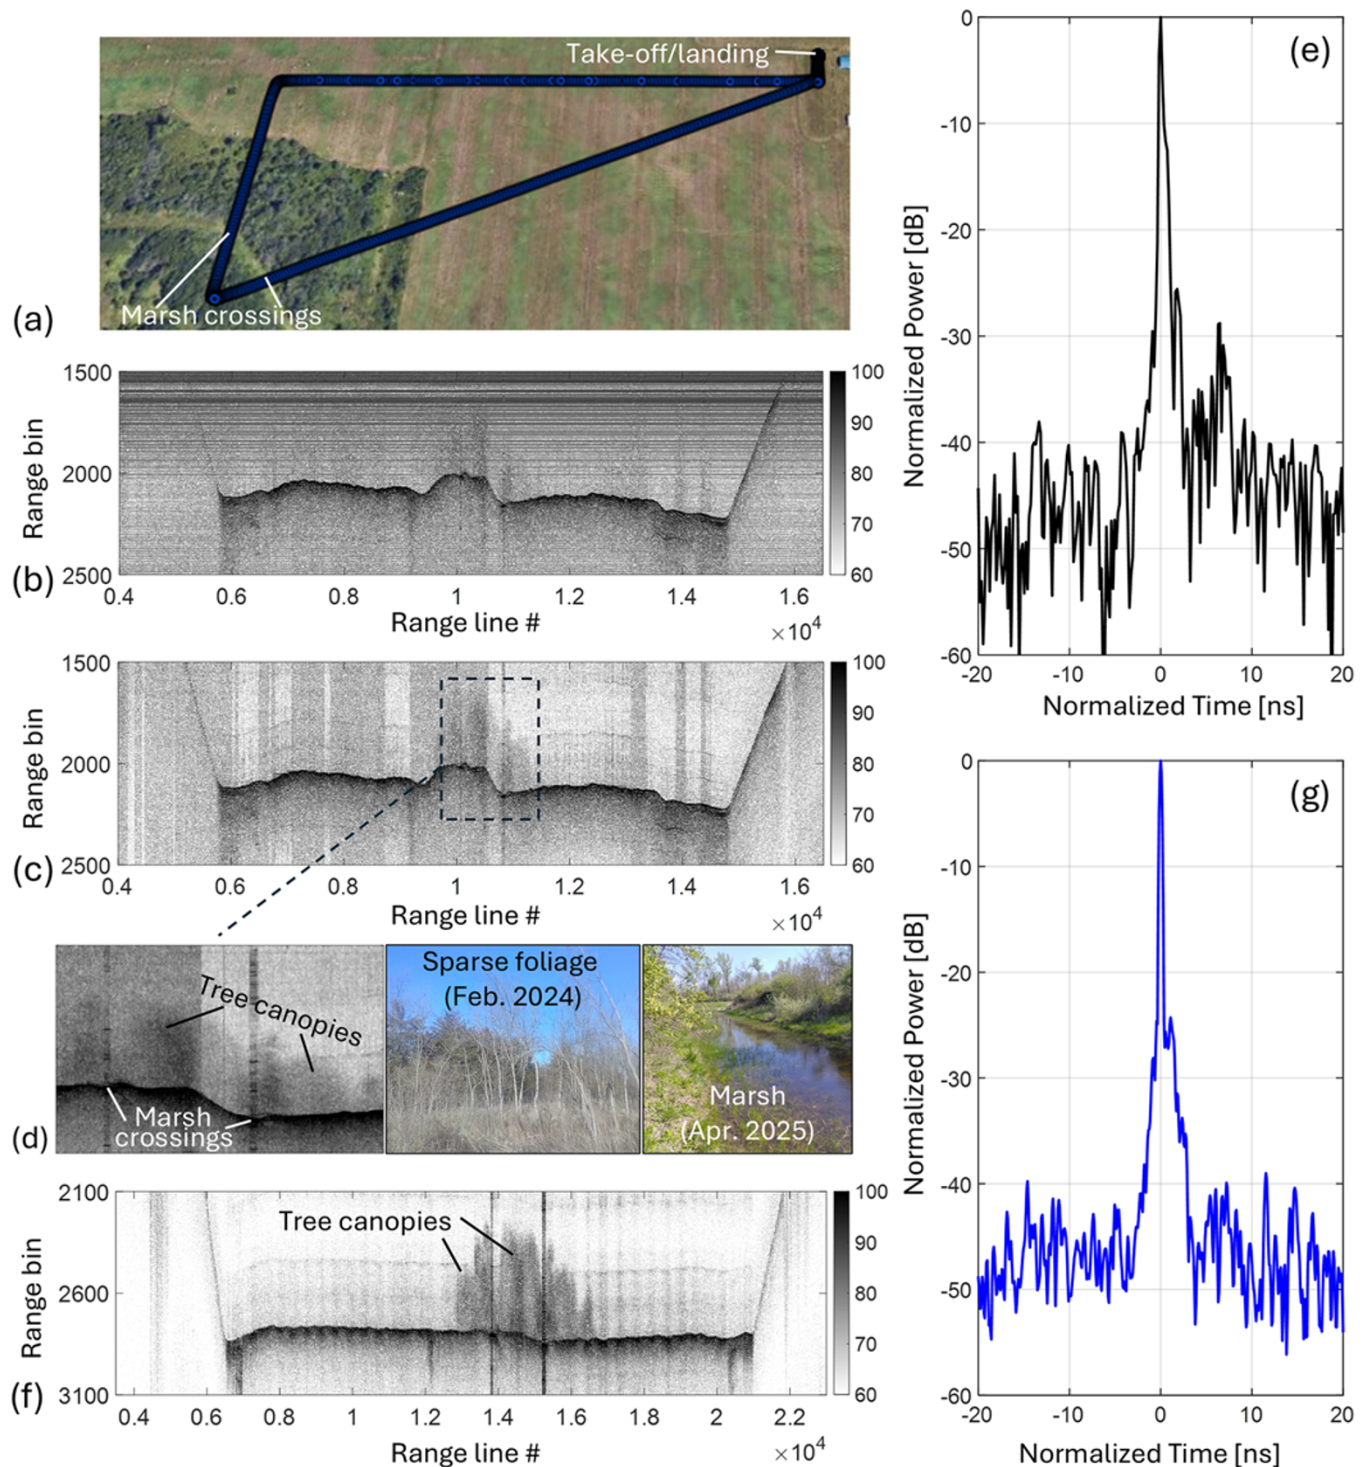 Take-off/landing
Marsh crossings
(a)
1500
2000
2500
Range bin
(b)
0.4 0.6 0.8 1 1.2 1.4 1.6
Range line #
×10⁴
100
90
80
70
60
1500
2000
2500
Range bin
(c)
0.4 0.6 0.8 1 1.2 1.4 1.6
Range line #
×10⁴
100
90
80
70
60
(d)
Tree canopies
Marsh
crossings
Sparse foliage
(Feb. 2024)
Marsh
(Apr. 2025)
2100
2600
3100
Range bin
(f)
Tree canopies
0.4 0.6 0.8 1 1.2 1.4 1.6 1.8 2 2.2
Range line #
×10⁴
100
90
80
70
60
(e)
0
-10
-20
-30
-40
-50
-60
Normalized Power [dB]
-20 -10 0 10 20
Normalized Time [ns]
(g)
0
-10
-20
-30
-40
-50
-60
Normalized Power [dB]
-20 -10 0 10 20
Normalized Time [ns]